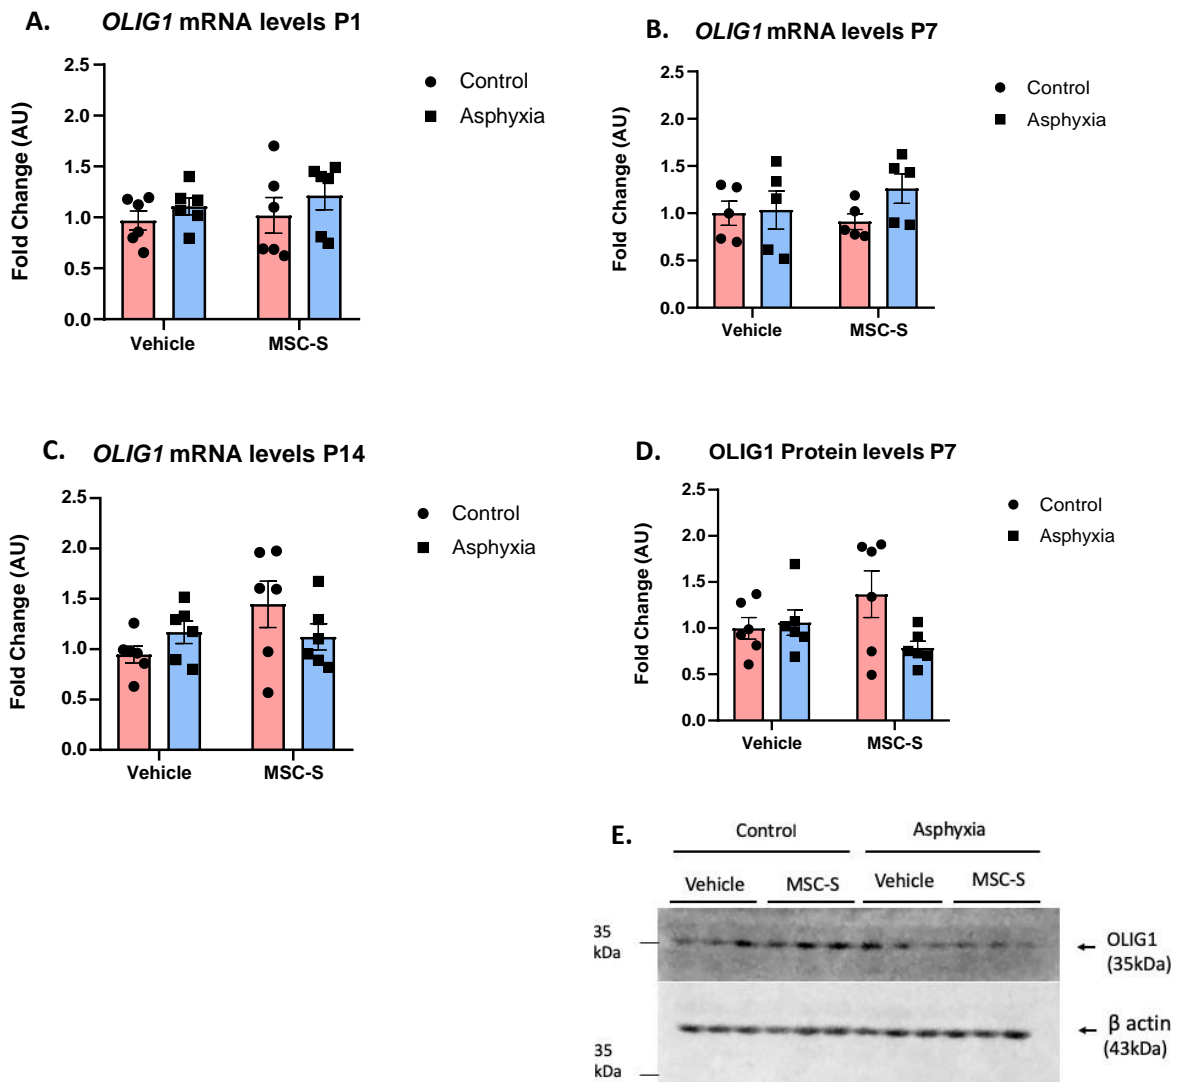 A. OLIG1 mRNA levels P1
2.5
2.0
1.5
1.0
0.5
0.0
Fold Change (AU)
Vehicle MSC-S
Control
Asphyxia
B. OLIG1 mRNA levels P7
2.5
2.0
1.5
1.0
0.5
0.0
Fold Change (AU)
Vehicle MSC-S
Control
Asphyxia
C. OLIG1 mRNA levels P14
2.5
2.0
1.5
1.0
0.5
0.0
Fold Change (AU)
Vehicle MSC-S
Control
Asphyxia
D. OLIG1 Protein levels P7
2.5
2.0
1.5
1.0
0.5
0.0
Fold Change (AU)
Vehicle MSC-S
Control
Asphyxia
E. Control Asphyxia
Vehicle MSC-S Vehicle MSC-S
35
kDa
OLIG1
(35kDa)
β actin
(43kDa)
35
kDa